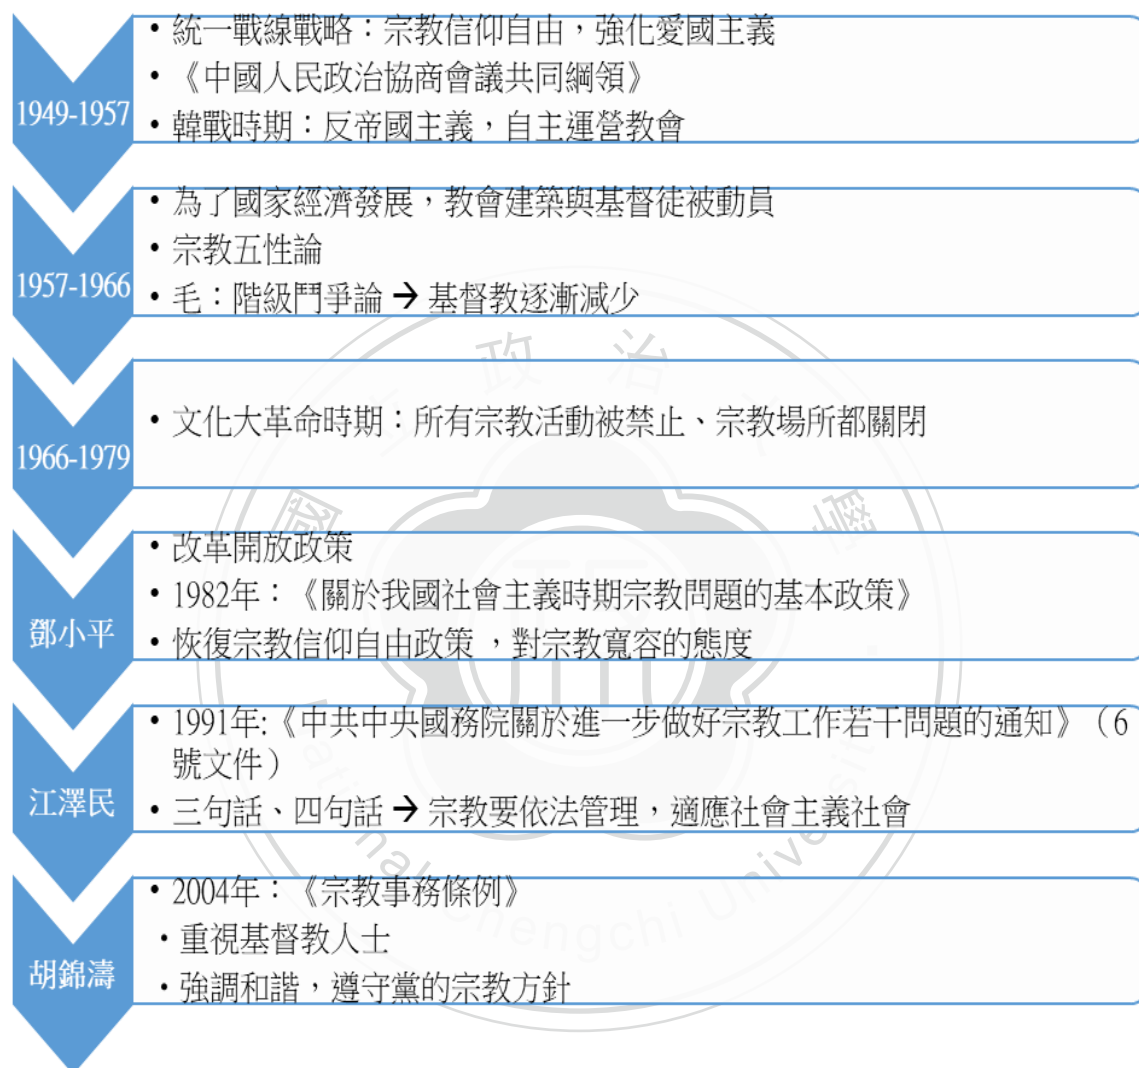 • 統一戰線戰略：宗教信仰自由，強化愛國主義
• 《中國人民政治協商會議共同綱領》
1949-1957
• 韓戰時期：反帝國主義，自主運營教會
• 為了國家經濟發展，教會建築與基督徒被動員
• 宗教五性論
1957-1966
• 毛：階級鬥爭論 → 基督教逐漸減少
• 文化大革命時期：所有宗教活動被禁止、宗教場所都關閉
1966-1979
• 改革開放政策
• 1982年：《關於我國社會主義時期宗教問題的基本政策》
鄧小平
• 恢復宗教信仰自由政策 ，對宗教寬容的態度
• 1991年:《中共中央國務院關於進一步做好宗教工作若干問題的通知》（6
號文件）
江澤民
• 三句話、四句話 → 宗教要依法管理，適應社會主義社會
• 2004年：《宗教事務條例》
• 重視基督教人士
胡錦濤
• 強調和諧，遵守黨的宗教方針
國立政治大學
National Chengchi University